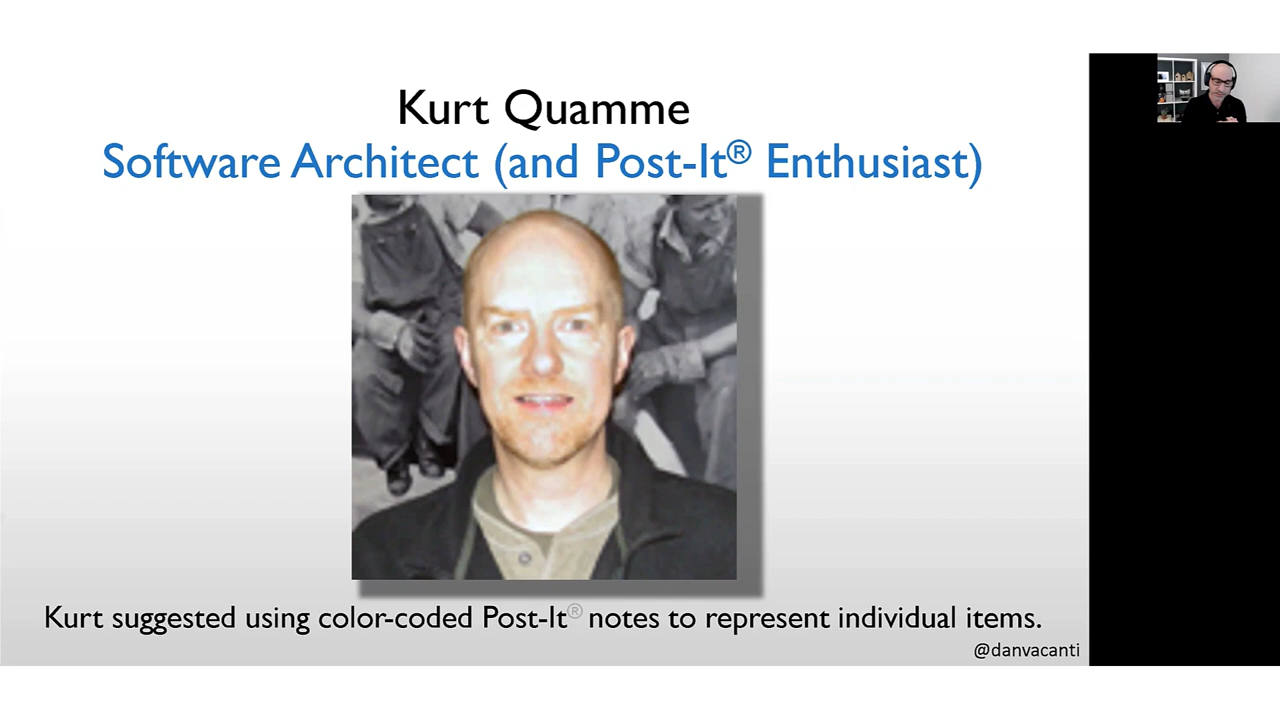 Kurt Quamme
Software Architect (and Post-It® Enthusiast)
Kurt suggested using color-coded Post-It® notes to represent individual items.
@danvacanti